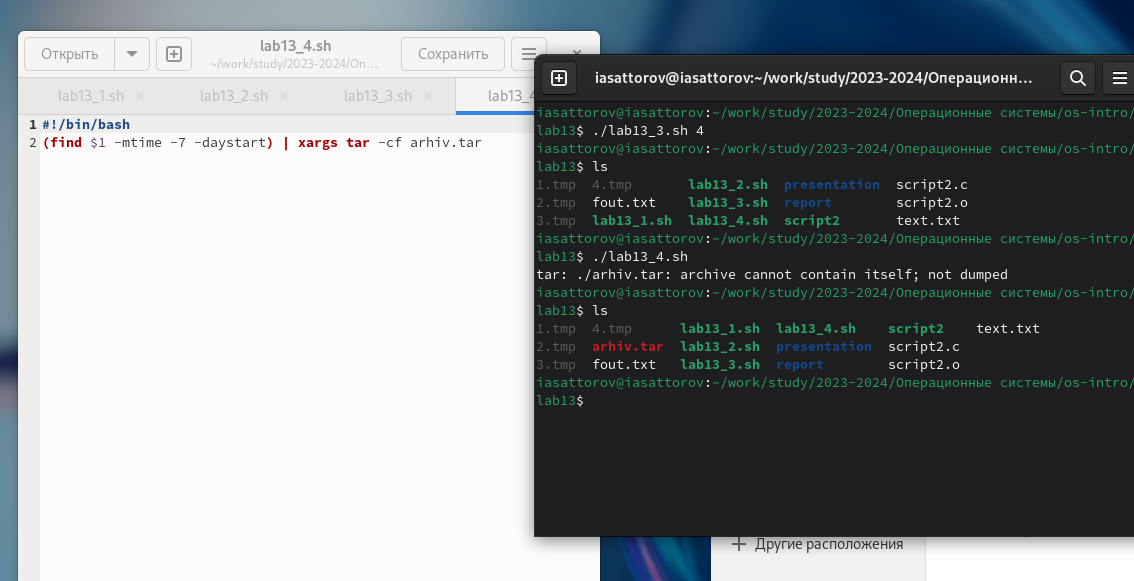 Открыть
lab13_4.sh
~/work/study/2023-2024/Оп…
Сохранить
lab13_1.sh
lab13_2.sh
lab13_3.sh
lab13_4
1 #!/bin/bash
2 (find $1 -mtime -7 -daystart) | xargs tar -cf arhiv.tar
iasattorov@iasattorov:~/work/study/2023-2024/Операционн…
iasattorov@iasattorov:~/work/study/2023-2024/Операционные системы/os-intro/
lab13$ ./lab13_3.sh 4
iasattorov@iasattorov:~/work/study/2023-2024/Операционные системы/os-intro/
lab13$ ls
1.tmp 4.tmp lab13_2.sh presentation script2.c
2.tmp fout.txt lab13_3.sh report script2.o
3.tmp lab13_1.sh lab13_4.sh script2 text.txt
iasattorov@iasattorov:~/work/study/2023-2024/Операционные системы/os-intro/
lab13$ ./lab13_4.sh
tar: ./arhiv.tar: archive cannot contain itself; not dumped
iasattorov@iasattorov:~/work/study/2023-2024/Операционные системы/os-intro/
lab13$ ls
1.tmp 4.tmp lab13_1.sh lab13_4.sh script2 text.txt
2.tmp arhiv.tar lab13_2.sh presentation script2.c
3.tmp fout.txt lab13_3.sh report script2.o
iasattorov@iasattorov:~/work/study/2023-2024/Операционные системы/os-intro/
lab13$
Другие расположения